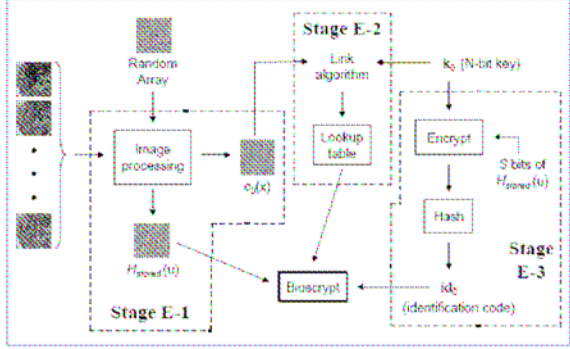 Stage E-2
Random
Array
Link
algorithm
k₀ (N-bit key)
Image
processing
c₀(x)
Lookup
table
Encrypt
S bits of
Hstored(u)
Hash
Hstored(u)
Stage E-1
Bioscrypt
id₀
(identification code)
Stage
E-3